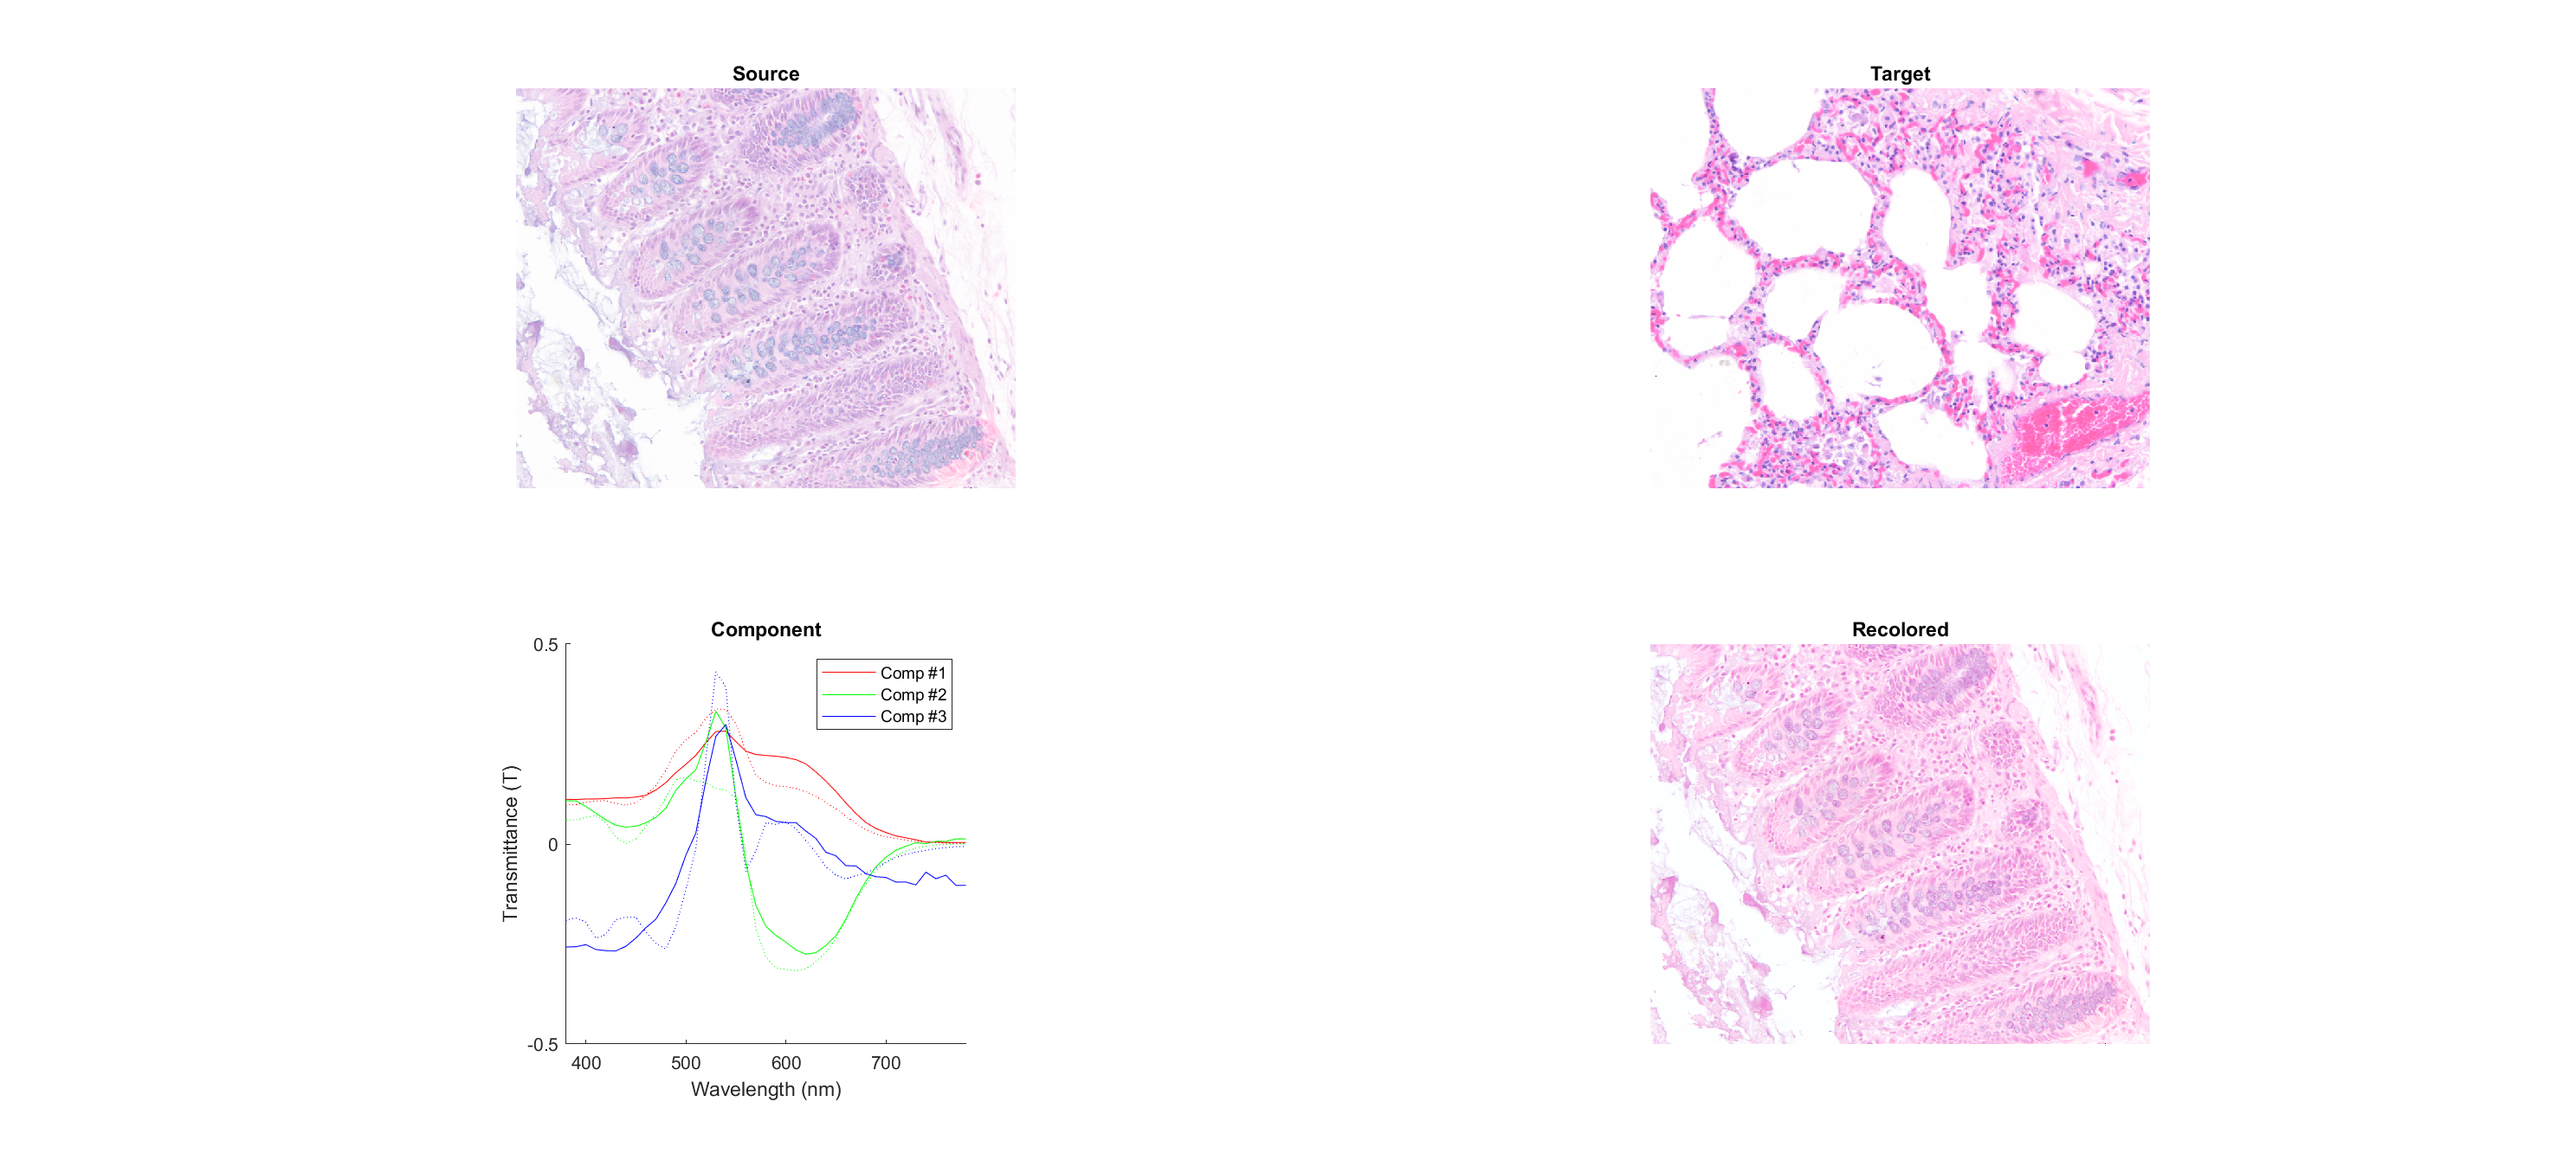 Source
Target
Component
0.5
0
-0.5
Transmittance (T)
400 500 600 700
Wavelength (nm)
Comp #1
Comp #2
Comp #3
Recolored